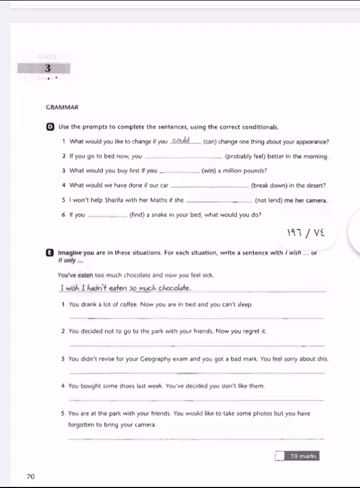 UNIT
3
GRAMMAR
D Use the prompts to complete the sentences, using the correct conditionals.
1 What would you like to change if you could (can) change one thing about your appearance?
2 If you go to bed now, you ____________ (probably feel) better in the morning.
3 What would you buy first if you ____________ (win) a million pounds?
4 What would we have done if our car ____________ (break down) in the desert?
5 I won't help Sharifa with her Maths if she ____________ (not lend) me her camera.
6 If you ____________ (find) a snake in your bed, what would you do?
١٩٦ / ٧٤
E Imagine you are in these situations. For each situation, write a sentence with I wish ... or
If only ...
You've eaten too much chocolate and now you feel sick.
I wish I hadn't eaten so much chocolate.
1 You drank a lot of coffee. Now you are in bed and you can't sleep.
2 You decided not to go to the park with your friends. Now you regret it.
3 You didn't revise for your Geography exam and you got a bad mark. You feel sorry about this.
4 You bought some shoes last week. You've decided you don't like them.
5 You are at the park with your friends. You would like to take some photos but you have
forgotten to bring your camera.
10 marks
70